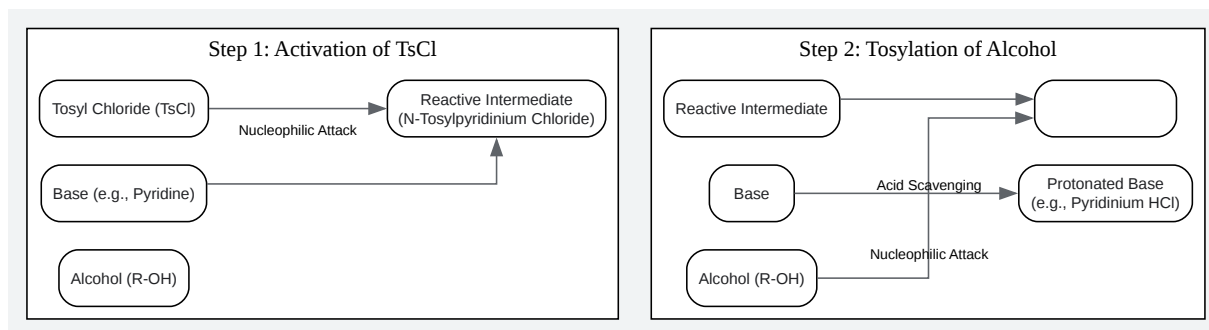 Step 1: Activation of TsCl
Tosyl Chloride (TsCl)
Nucleophilic Attack
Reactive Intermediate
(N-Tosylpyridinium Chloride)
Base (e.g., Pyridine)
Alcohol (R-OH)
Step 2: Tosylation of Alcohol
Reactive Intermediate
Base
Acid Scavenging
Protonated Base
(e.g., Pyridinium HCl)
Nucleophilic Attack
Alcohol (R-OH)